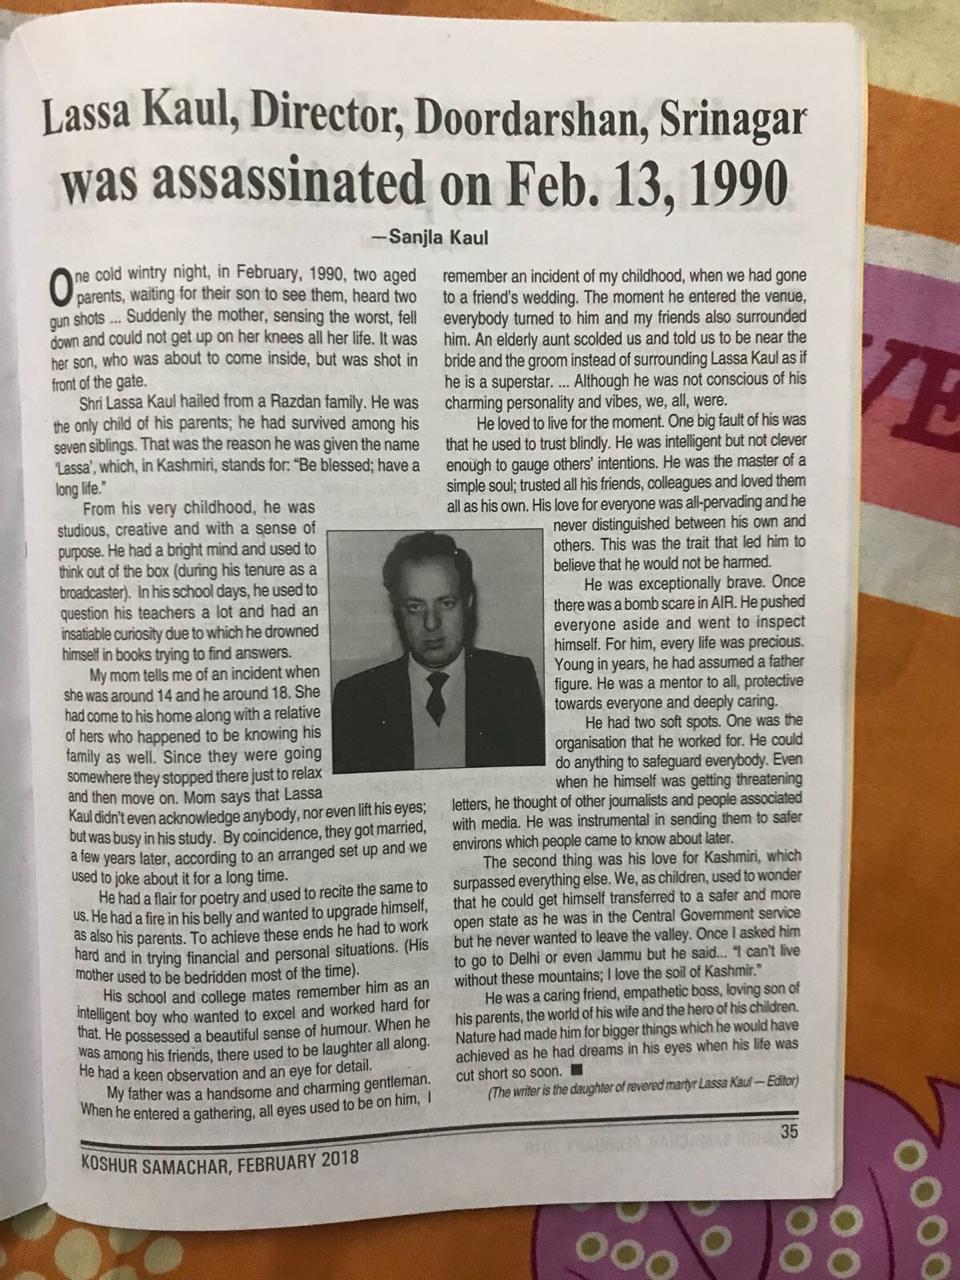 Lassa Kaul, Director, Doordarshan, Srinagar
was assassinated on Feb. 13, 1990
—Sanjla Kaul
One cold wintry night, in February, 1990, two aged
parents, waiting for their son to see them, heard two
gun shots ... Suddenly the mother, sensing the worst, fell
down and could not get up on her knees all her life. It was
her son, who was about to come inside, but was shot in
front of the gate.
Shri Lassa Kaul hailed from a Razdan family. He was
the only child of his parents; he had survived among his
seven siblings. That was the reason he was given the name
'Lassa', which, in Kashmiri, stands for: “Be blessed; have a
long life.”
From his very childhood, he was
studious, creative and with a sense of
purpose. He had a bright mind and used to
think out of the box (during his tenure as a
broadcaster). In his school days, he used to
question his teachers a lot and had an
insatiable curiosity due to which he drowned
himself in books trying to find answers.
My mom tells me of an incident when
she was around 14 and he around 18. She
had come to his home along with a relative
of hers who happened to be knowing his
family as well. Since they were going
somewhere they stopped there just to relax
and then move on. Mom says that Lassa
Kaul didn't even acknowledge anybody, nor even lift his eyes;
but was busy in his study. By coincidence, they got married,
a few years later, according to an arranged set up and we
used to joke about it for a long time.
He had a flair for poetry and used to recite the same to
us. He had a fire in his belly and wanted to upgrade himself,
as also his parents. To achieve these ends he had to work
hard and in trying financial and personal situations. (His
mother used to be bedridden most of the time).
His school and college mates remember him as an
intelligent boy who wanted to excel and worked hard for
that. He possessed a beautiful sense of humour. When he
was among his friends, there used to be laughter all along.
He had a keen observation and an eye for detail.
My father was a handsome and charming gentleman.
When he entered a gathering, all eyes used to be on him, I
remember an incident of my childhood, when we had gone
to a friend's wedding. The moment he entered the venue,
everybody turned to him and my friends also surrounded
him. An elderly aunt scolded us and told us to be near the
bride and the groom instead of surrounding Lassa Kaul as if
he is a superstar. ... Although he was not conscious of his
charming personality and vibes, we, all, were.
He loved to live for the moment. One big fault of his was
that he used to trust blindly. He was intelligent but not clever
enough to gauge others' intentions. He was the master of a
simple soul; trusted all his friends, colleagues and loved them
all as his own. His love for everyone was all-pervading and he
never distinguished between his own and
others. This was the trait that led him to
believe that he would not be harmed.
He was exceptionally brave. Once
there was a bomb scare in AIR. He pushed
everyone aside and went to inspect
himself. For him, every life was precious.
Young in years, he had assumed a father
figure. He was a mentor to all, protective
towards everyone and deeply caring.
He had two soft spots. One was the
organisation that he worked for. He could
do anything to safeguard everybody. Even
when he himself was getting threatening
letters, he thought of other journalists and people associated
with media. He was instrumental in sending them to safer
environs which people came to know about later.
The second thing was his love for Kashmiri, which
surpassed everything else. We, as children, used to wonder
that he could get himself transferred to a safer and more
open state as he was in the Central Government service
but he never wanted to leave the valley. Once I asked him
to go to Delhi or even Jammu but he said... “I can't live
without these mountains; I love the soil of Kashmir.”
He was a caring friend, empathetic boss, loving son of
his parents, the world of his wife and the hero of his children.
Nature had made him for bigger things which he would have
achieved as he had dreams in his eyes when his life was
cut short so soon. ■
(The writer is the daughter of revered martyr Lassa Kaul — Editor)
35
KOSHUR SAMACHAR, FEBRUARY 2018
VE